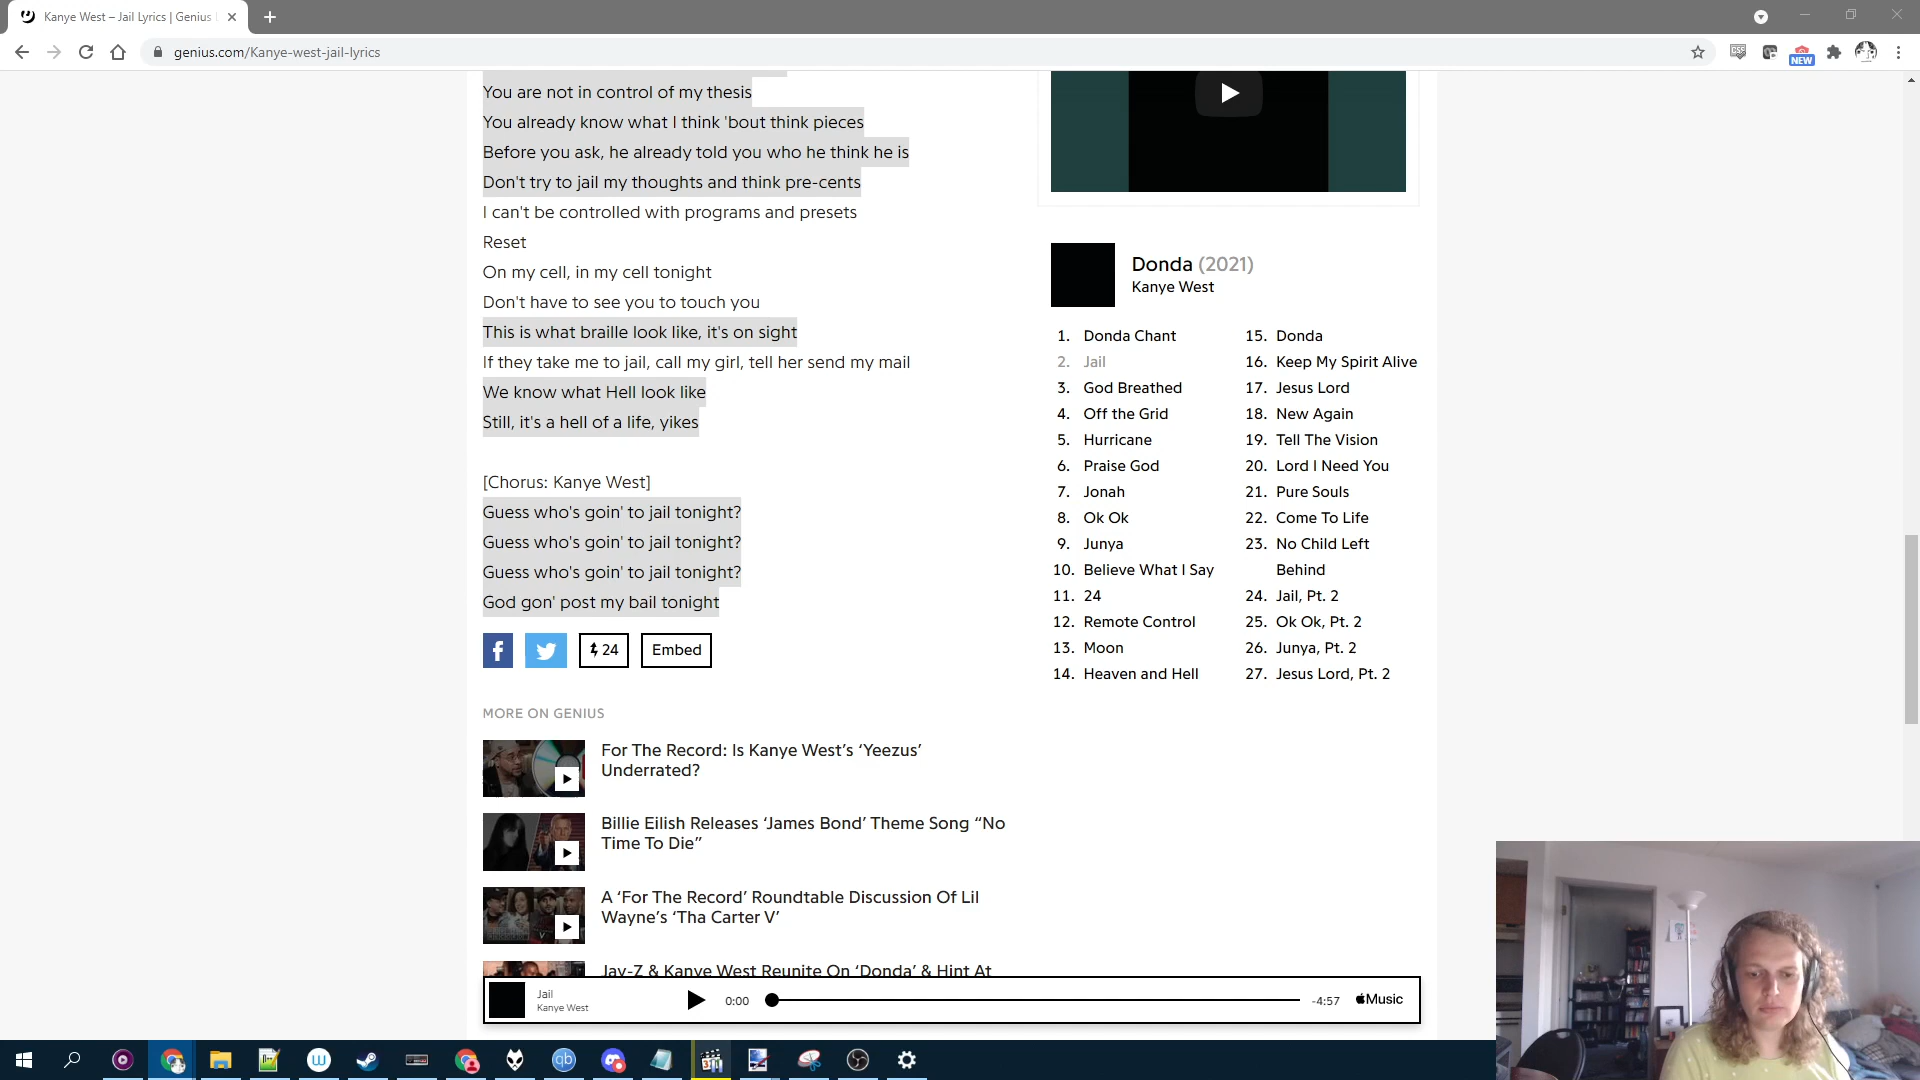 Kanye West – Jail Lyrics | Genius
genius.com/Kanye-west-jail-lyrics
NEW
You are not in control of my thesis
You already know what I think 'bout think pieces
Before you ask, he already told you who he think he is
Don't try to jail my thoughts and think pre-cents
I can't be controlled with programs and presets
Reset
On my cell, in my cell tonight
Don't have to see you to touch you
This is what braille look like, it's on sight
If they take me to jail, call my girl, tell her send my mail
We know what Hell look like
Still, it's a hell of a life, yikes
[Chorus: Kanye West]
Guess who's goin' to jail tonight?
Guess who's goin' to jail tonight?
Guess who's goin' to jail tonight?
God gon' post my bail tonight
24
Embed
MORE ON GENIUS
For The Record: Is Kanye West's ‘Yeezus’
Underrated?
Billie Eilish Releases ‘James Bond’ Theme Song “No
Time To Die”
A ‘For The Record’ Roundtable Discussion Of Lil
Wayne’s ‘Tha Carter V’
Jay-Z & Kanye West Reunite On ‘Donda’ & Hint At
Donda (2021)
Kanye West
1. Donda Chant
2. Jail
3. God Breathed
4. Off the Grid
5. Hurricane
6. Praise God
7. Jonah
8. Ok Ok
9. Junya
10. Believe What I Say
11. 24
12. Remote Control
13. Moon
14. Heaven and Hell
15. Donda
16. Keep My Spirit Alive
17. Jesus Lord
18. New Again
19. Tell The Vision
20. Lord I Need You
21. Pure Souls
22. Come To Life
23. No Child Left
Behind
24. Jail, Pt. 2
25. Ok Ok, Pt. 2
26. Junya, Pt. 2
27. Jesus Lord, Pt. 2
Jail
Kanye West
0:00
-4:57
Music